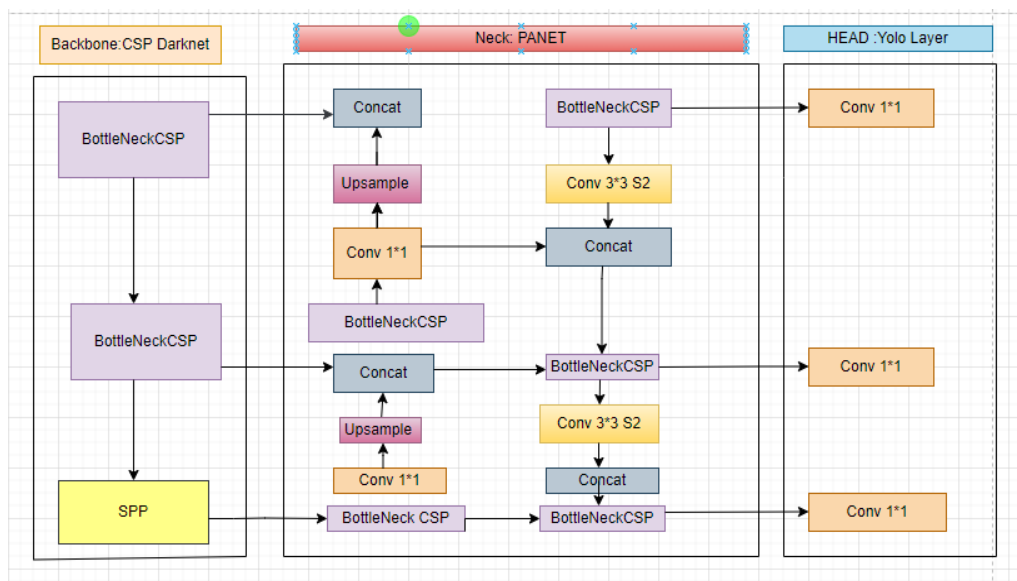 Backbone:CSP Darknet
Neck: PANET
HEAD :Yolo Layer
BottleNeckCSP
BottleNeckCSP
SPP
Concat
Upsample
Conv 1*1
BottleNeckCSP
Concat
Upsample
Conv 1*1
BottleNeck CSP
BottleNeckCSP
Conv 3*3 S2
Concat
BottleNeckCSP
Conv 3*3 S2
Concat
BottleNeckCSP
Conv 1*1
Conv 1*1
Conv 1*1